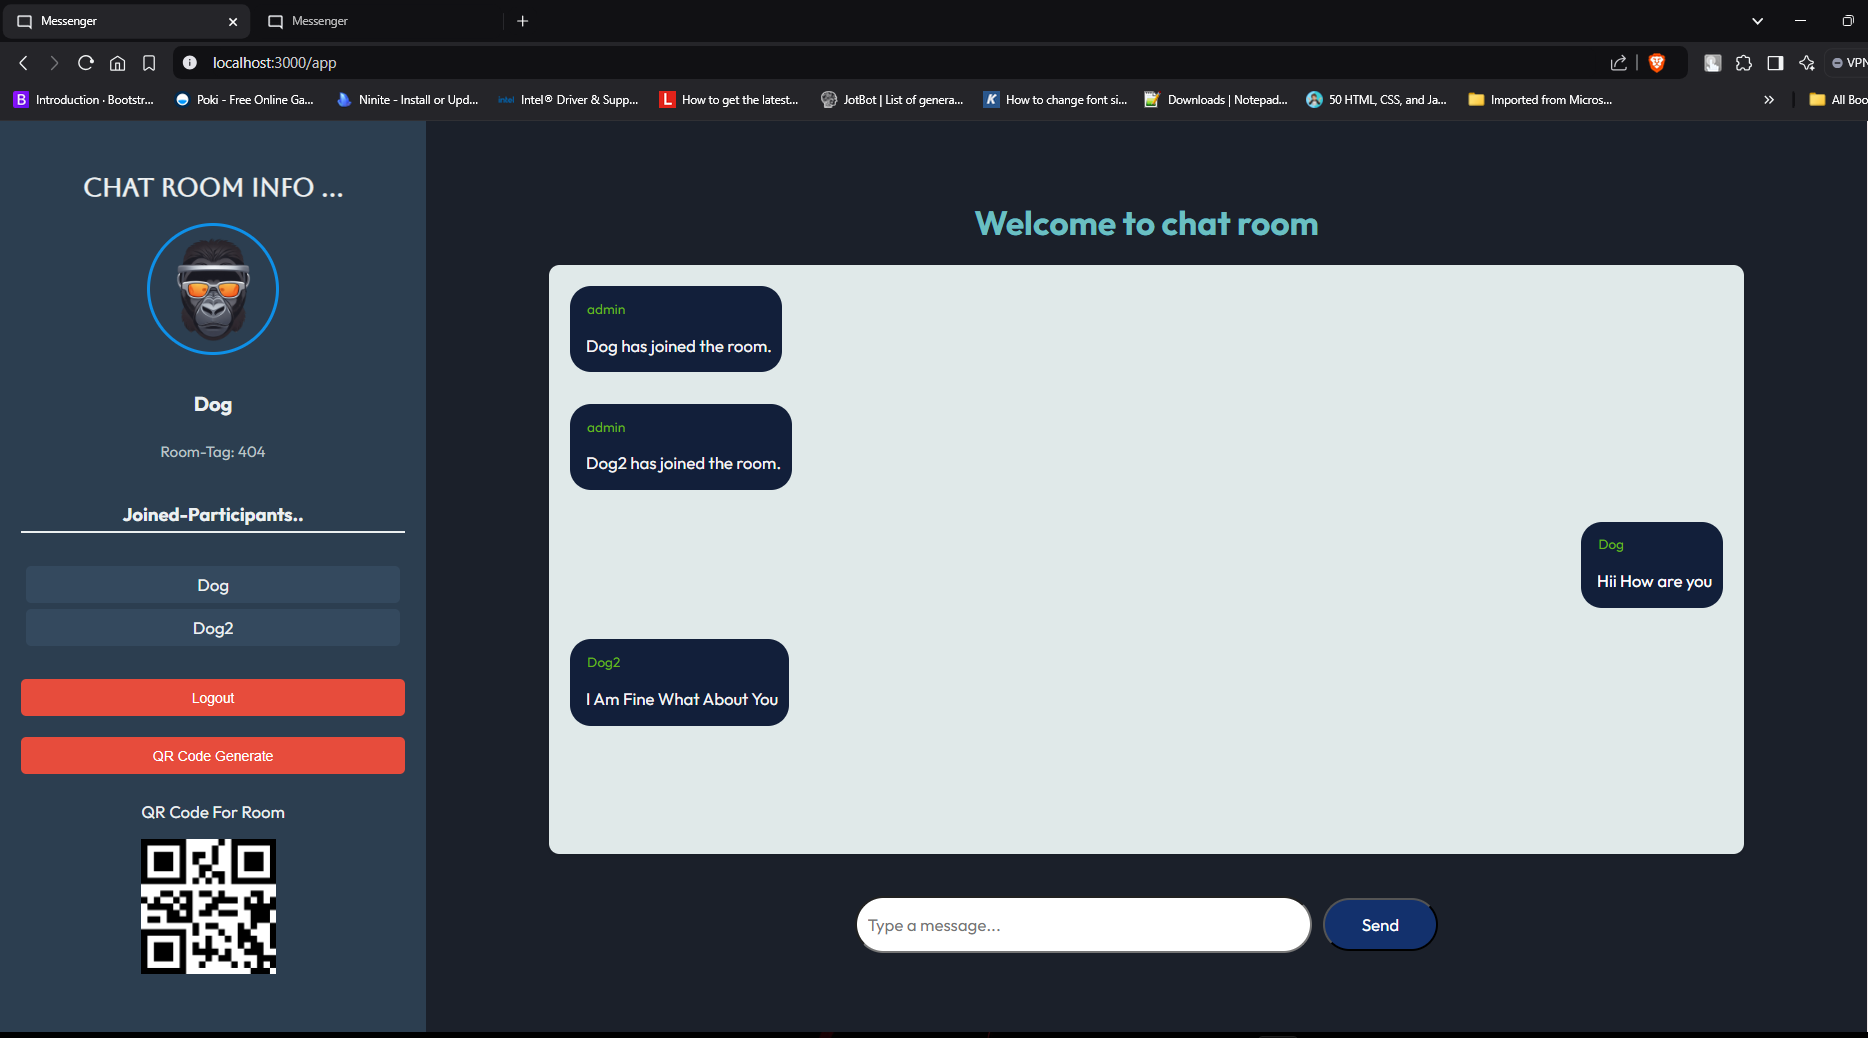 Messenger
Messenger
localhost:3000/app
VPN
B Introduction · Bootstr...
Poki - Free Online Ga...
Ninite - Install or Upd...
intel Intel® Driver & Supp...
L How to get the latest...
JotBot | List of genera...
K How to change font si...
Downloads | Notepad...
50 HTML, CSS, and Ja...
Imported from Micros...
All Boo
CHAT ROOM INFO ...
Dog
Room-Tag: 404
Joined-Participants..
Dog
Dog2
Logout
QR Code Generate
QR Code For Room
Welcome to chat room
admin
Dog has joined the room.
admin
Dog2 has joined the room.
Dog
Hii How are you
Dog2
I Am Fine What About You
Type a message...
Send